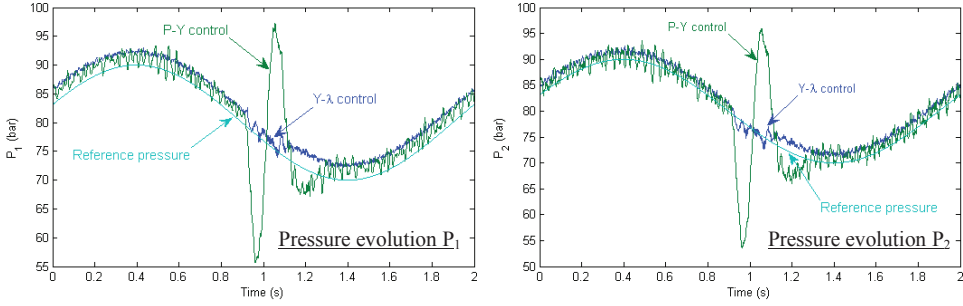 100
95
90
85
80
75
70
65
60
55
50
P1 (bar)
P-Y control
Y-λ control
Reference pressure
Pressure evolution P1
0 0.2 0.4 0.6 0.8 1 1.2 1.4 1.6 1.8 2
Time (s)
100
95
90
85
80
75
70
65
60
55
50
P2 (bar)
P-Y control
Y-λ control
Reference pressure
Pressure evolution P2
0 0.2 0.4 0.6 0.8 1 1.2 1.4 1.6 1.8 2
Time (s)